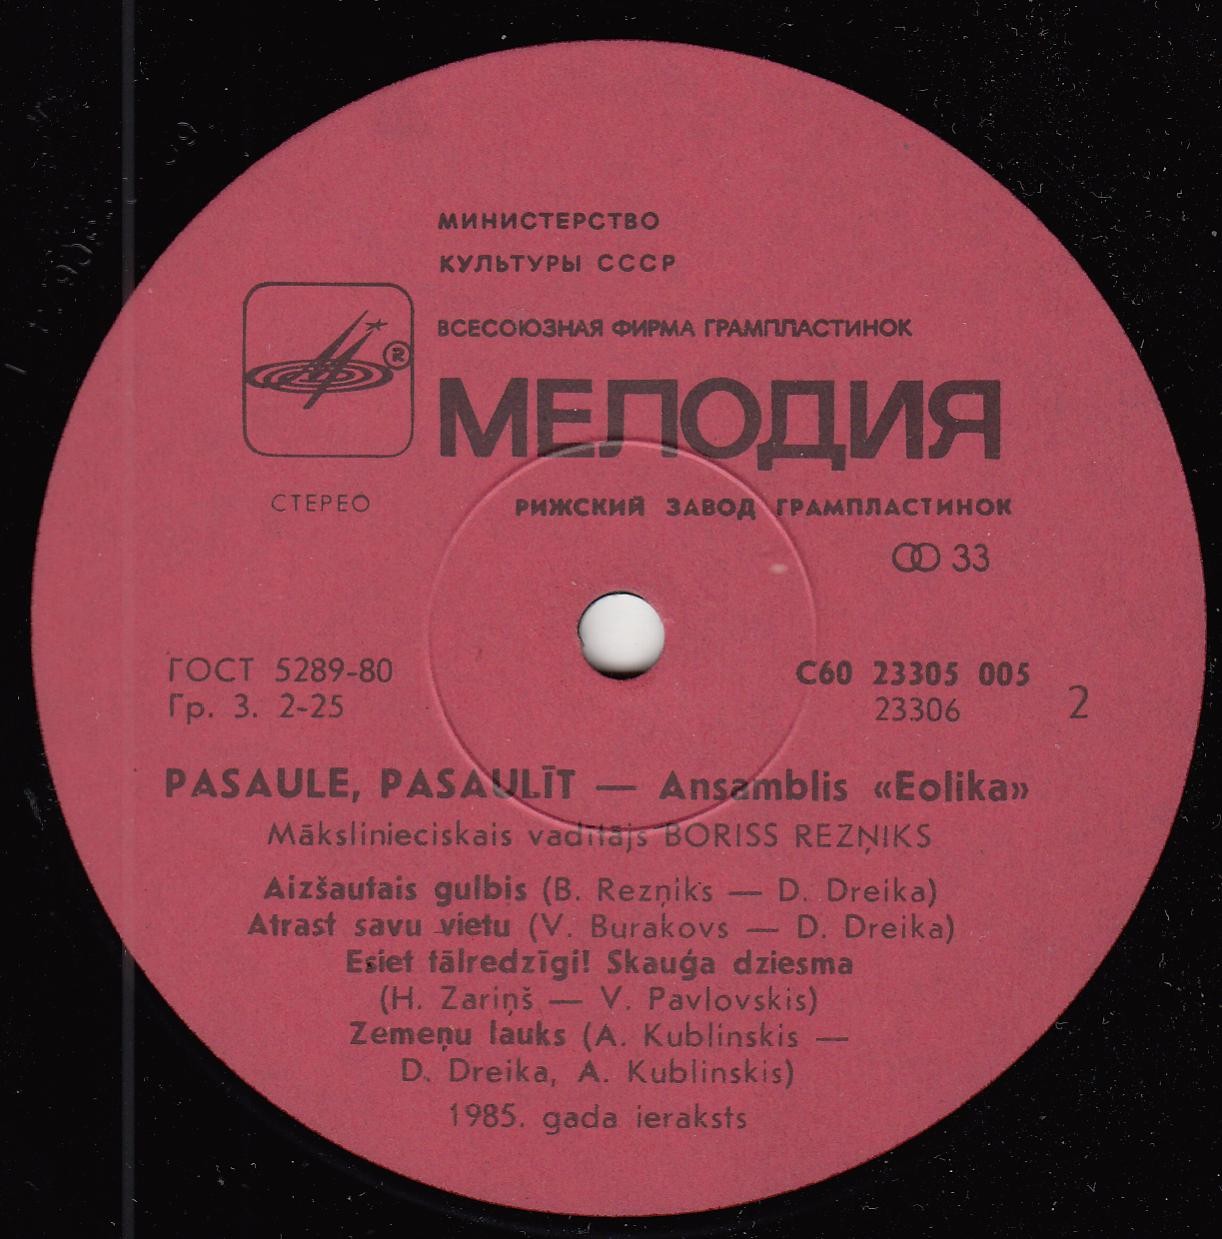 МИНИСТЕРСТВО
КУЛЬТУРЫ СССР
ВСЕСОЮЗНАЯ ФИРМА ГРАМПЛАСТИНОК
®
МЕЛОДИЯ
СТЕРЕО
РИЖСКИЙ ЗАВОД ГРАМПЛАСТИНОК
33
ГОСТ 5289-80
Гр. 3. 2-25
С60 23305 005
23306
2
PASAULE, PASAULĪT — Ansamblis «Eolika»
Mākslinieciskais vadītājs BORISS REZŅIKS
Aizšautais gulbis (B. Rezņiks — D. Dreika)
Atrast savu vietu (V. Burakovs — D. Dreika)
Esiet tālredzīgi! Skauģa dziesma
(H. Zariņš — V. Pavlovskis)
Zemeņu lauks (A. Kublinskis —
D. Dreika, A. Kublinskis)
1985. gada ieraksts